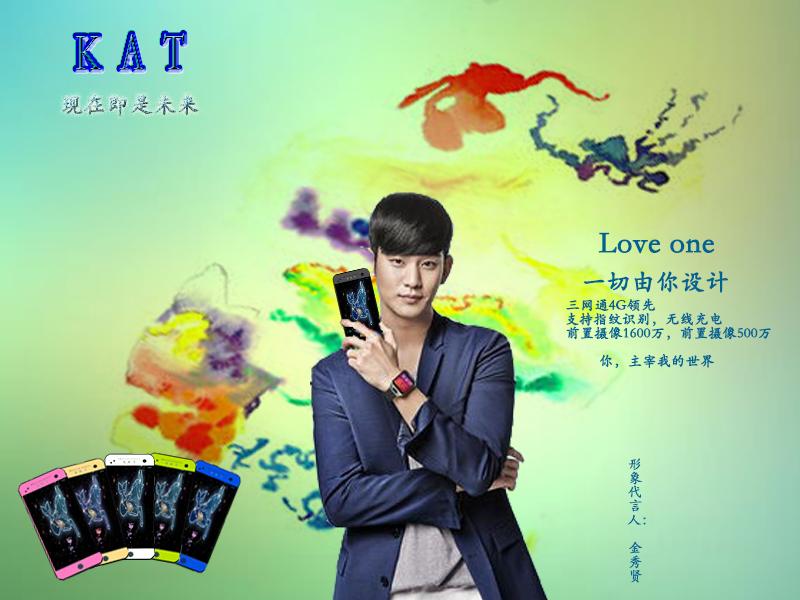 KAT
现在即是未来
Love one
一切由你设计
三网通4G领先
支持指纹识别，无线充电
前置摄像1600万，前置摄像500万
你，主宰我的世界
形象代言人：金秀贤